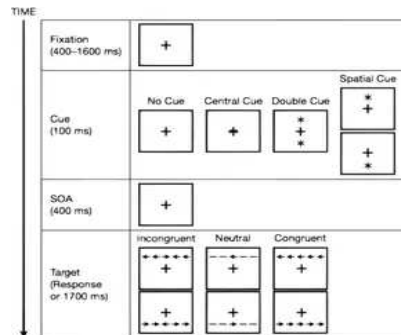 TIME
Fixation
(400–1600 ms)
Spatial Cue
No Cue
Central Cue
Double Cue
Cue
(100 ms)
SOA
(400 ms)
Incongruent
Neutral
Congruent
Target
(Response
or 1700 ms)